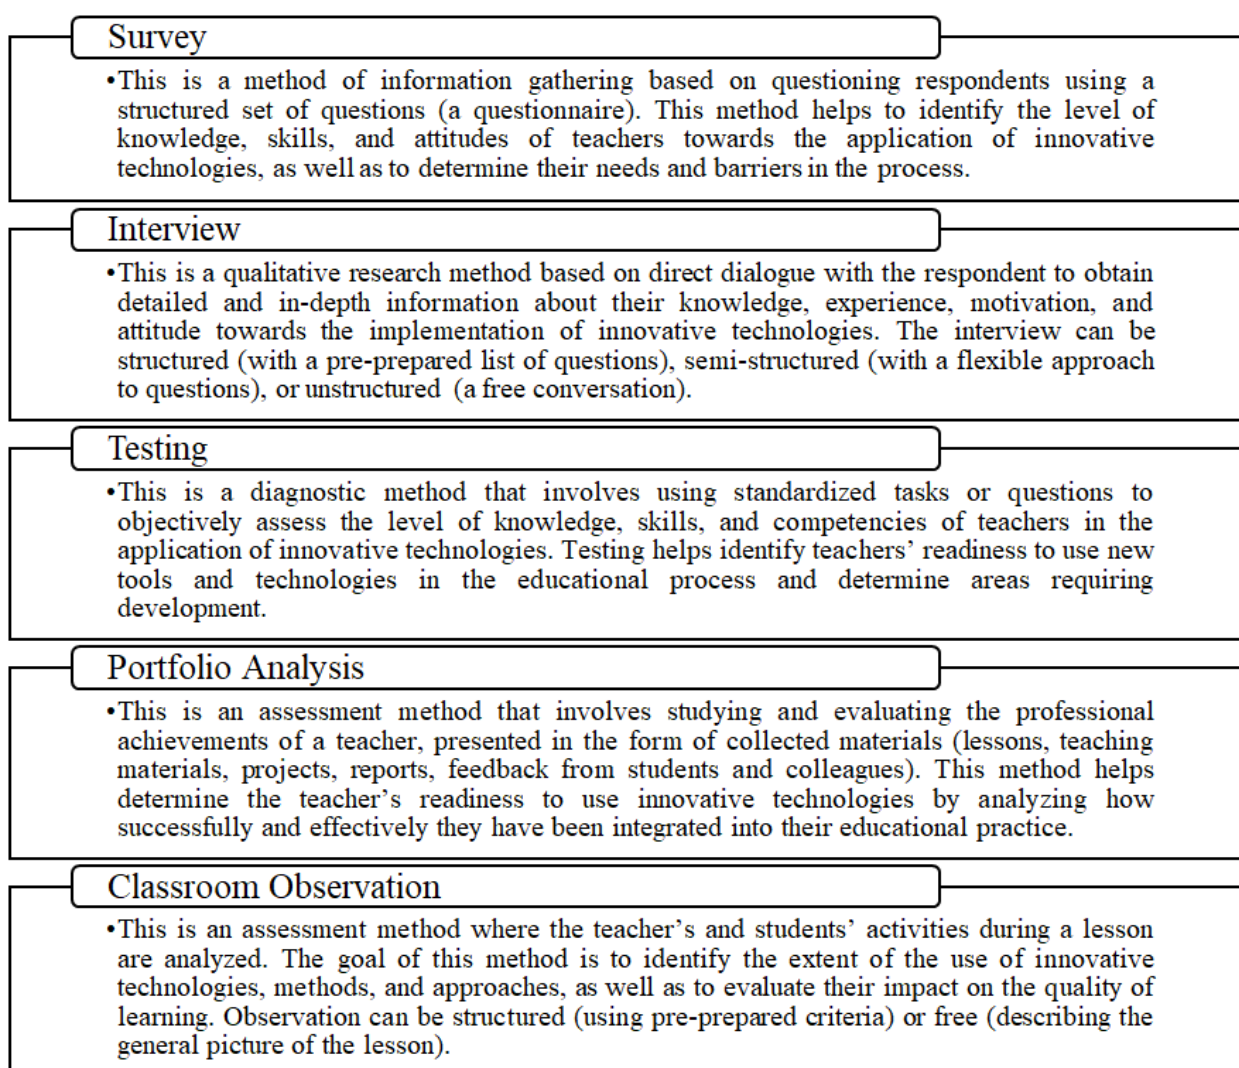 Survey
•This is a method of information gathering based on questioning respondents using a
structured set of questions (a questionnaire). This method helps to identify the level of
knowledge, skills, and attitudes of teachers towards the application of innovative
technologies, as well as to determine their needs and barriers in the process.
Interview
•This is a qualitative research method based on direct dialogue with the respondent to obtain
detailed and in-depth information about their knowledge, experience, motivation, and
attitude towards the implementation of innovative technologies. The interview can be
structured (with a pre-prepared list of questions), semi-structured (with a flexible approach
to questions), or unstructured (a free conversation).
Testing
•This is a diagnostic method that involves using standardized tasks or questions to
objectively assess the level of knowledge, skills, and competencies of teachers in the
application of innovative technologies. Testing helps identify teachers’ readiness to use new
tools and technologies in the educational process and determine areas requiring
development.
Portfolio Analysis
•This is an assessment method that involves studying and evaluating the professional
achievements of a teacher, presented in the form of collected materials (lessons, teaching
materials, projects, reports, feedback from students and colleagues). This method helps
determine the teacher’s readiness to use innovative technologies by analyzing how
successfully and effectively they have been integrated into their educational practice.
Classroom Observation
•This is an assessment method where the teacher’s and students’ activities during a lesson
are analyzed. The goal of this method is to identify the extent of the use of innovative
technologies, methods, and approaches, as well as to evaluate their impact on the quality of
learning. Observation can be structured (using pre-prepared criteria) or free (describing the
general picture of the lesson).